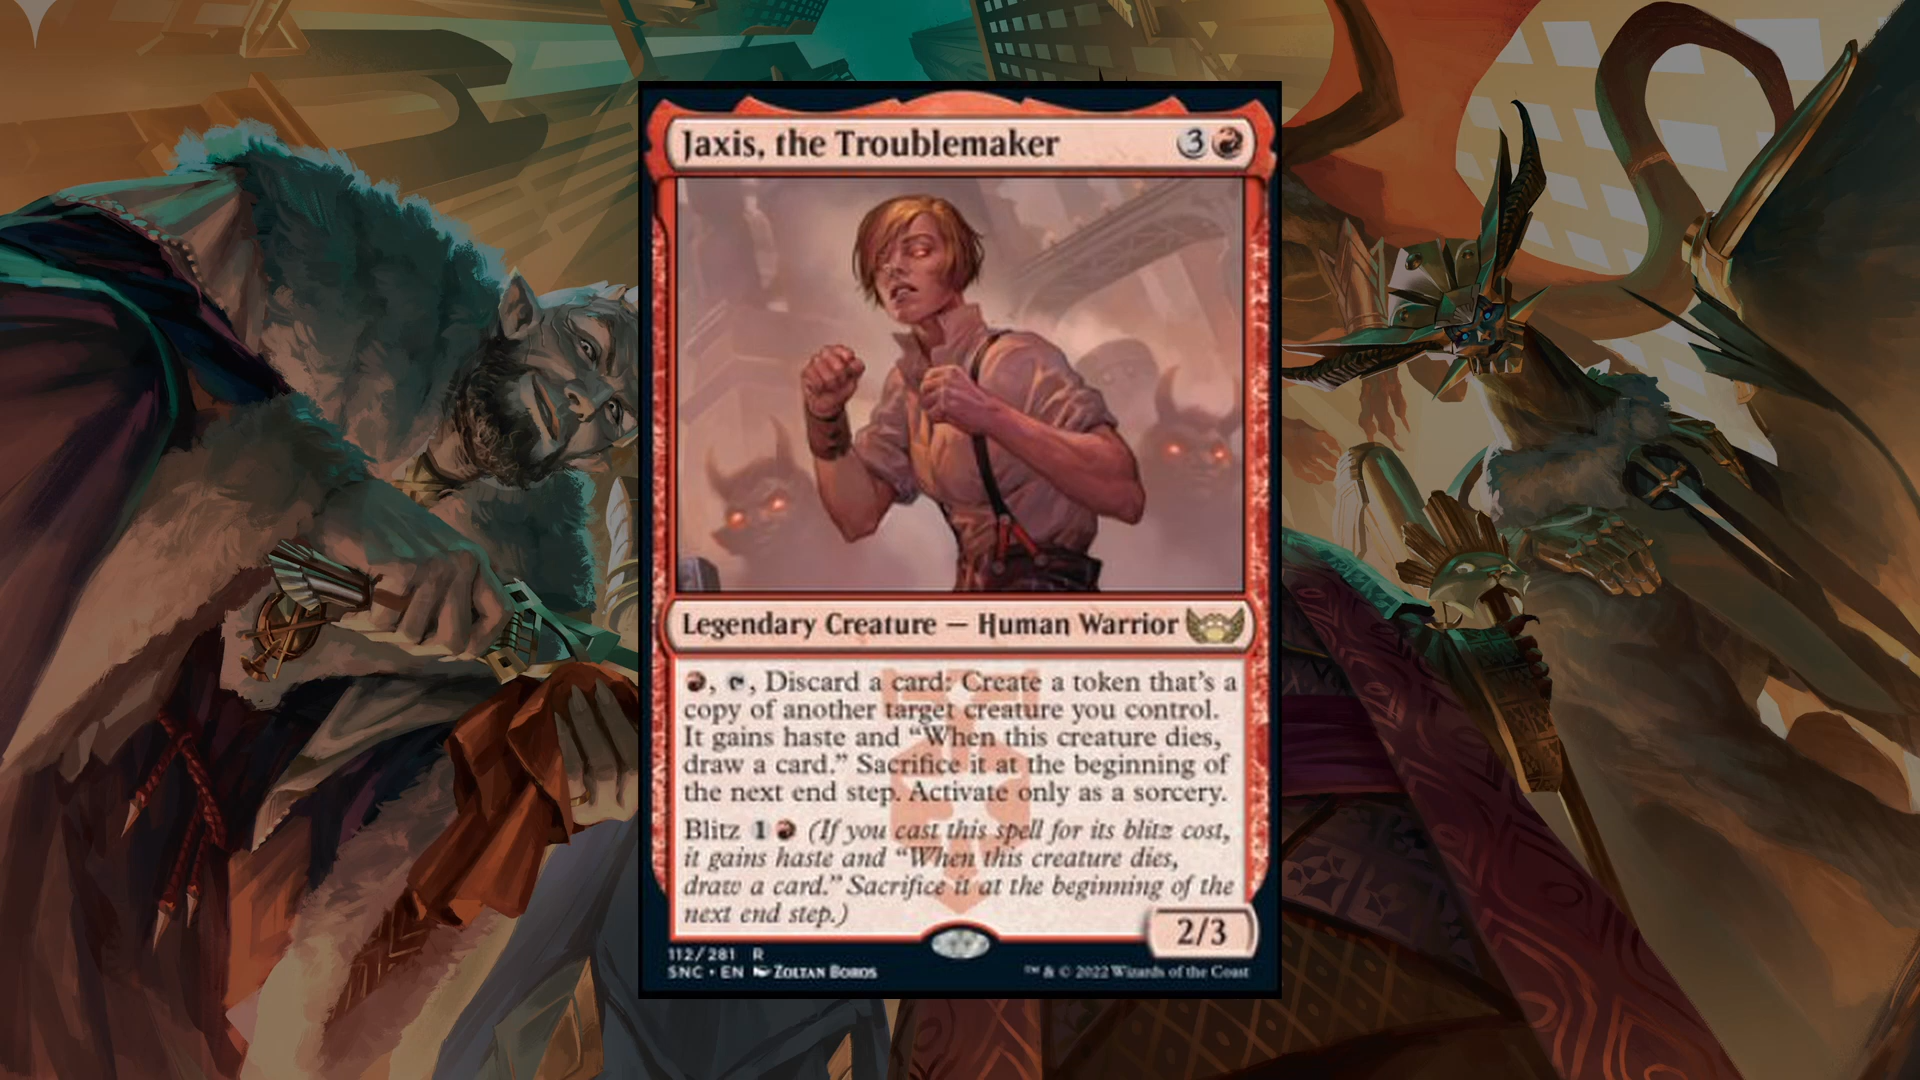 Jaxis, the Troublemaker 3
Legendary Creature — Human Warrior
, , Discard a card: Create a token that's a
copy of another target creature you control.
It gains haste and “When this creature dies,
draw a card.” Sacrifice it at the beginning of
the next end step. Activate only as a sorcery.
Blitz 1 (If you cast this spell for its blitz cost,
it gains haste and “When this creature dies,
draw a card.” Sacrifice it at the beginning of the
next end step.)
2/3
112/281 R
SNC • EN Zoltan Boros
™ & © 2022 Wizards of the Coast